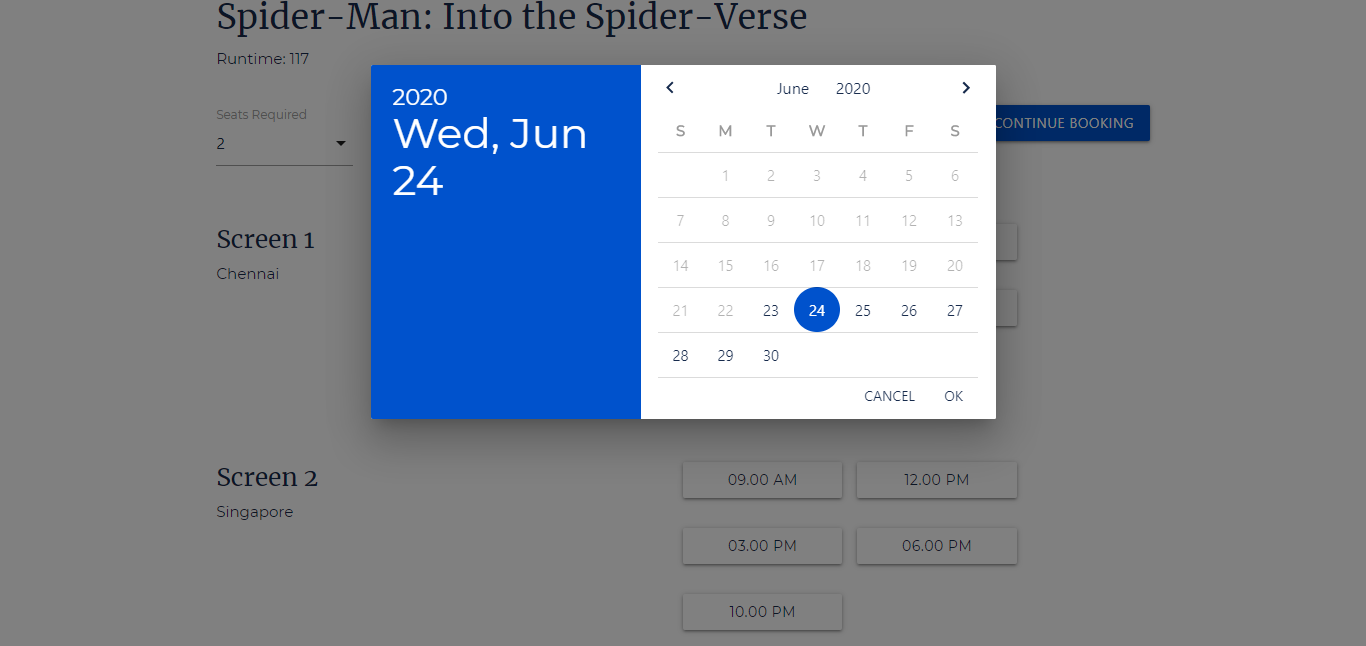 Spider-Man: Into the Spider-Verse
Runtime: 117
Seats Required
2
CONTINUE BOOKING
2020
Wed, Jun
24
June 2020
S M T W T F S
1 2 3 4 5 6
7 8 9 10 11 12 13
14 15 16 17 18 19 20
21 22 23 24 25 26 27
28 29 30
CANCEL OK
Screen 1
Chennai
Screen 2
Singapore
09.00 AM 12.00 PM
03.00 PM 06.00 PM
10.00 PM